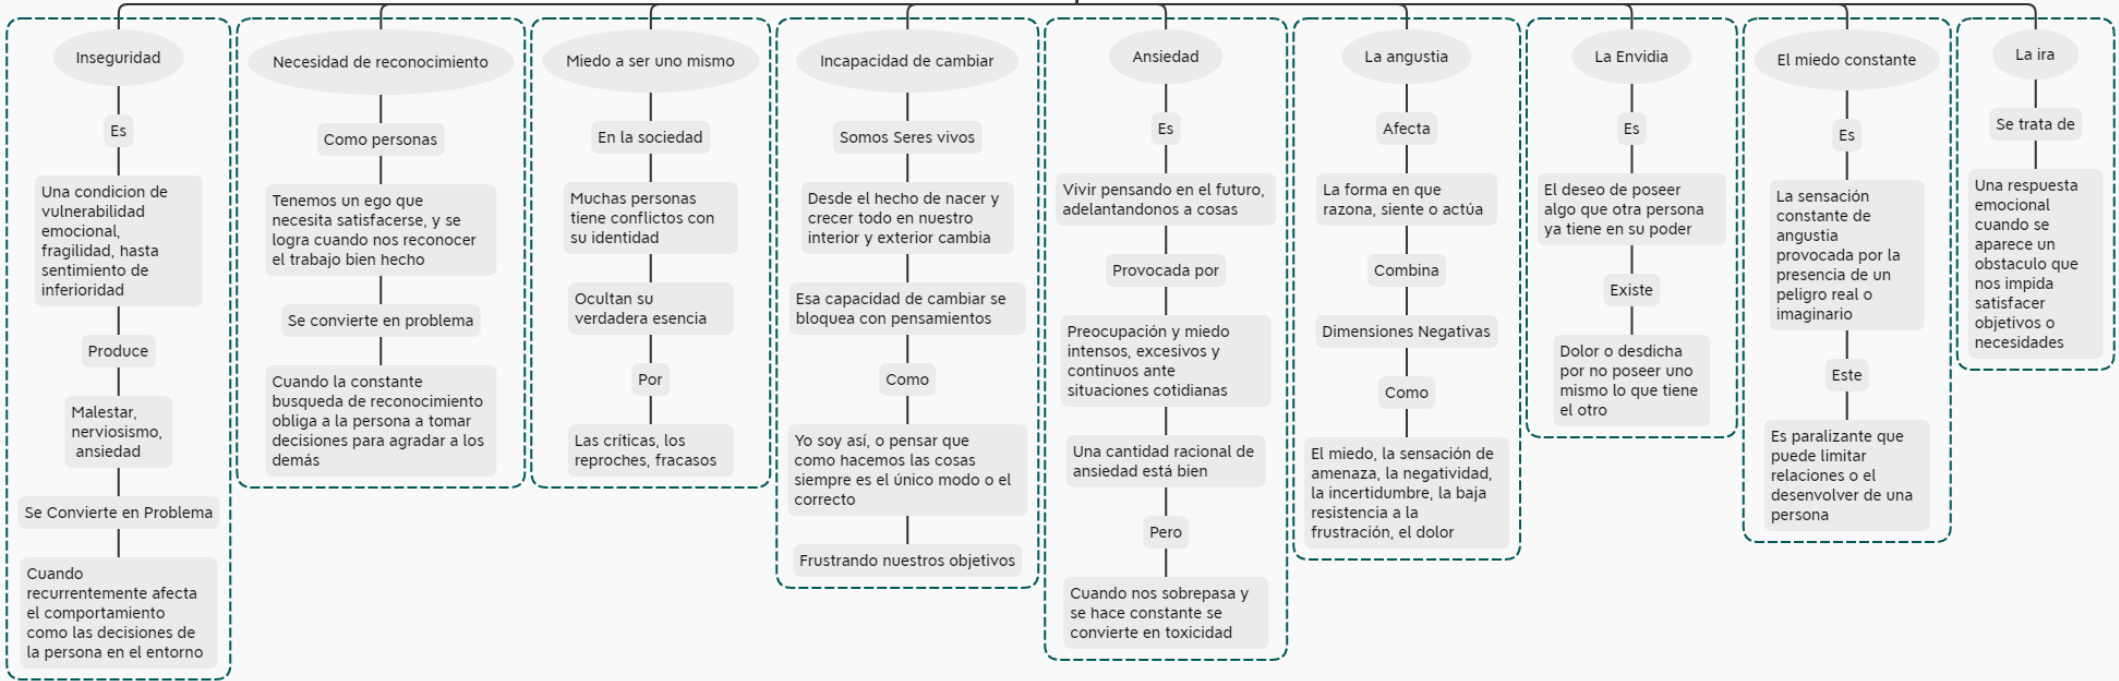 Inseguridad
Es
Una condicion de
vulnerabilidad
emocional,
fragilidad, hasta
sentimiento de
inferioridad
Produce
Malestar,
nerviosismo,
ansiedad
Se Convierte en Problema
Cuando
recurrentemente afecta
el comportamiento
como las decisiones de
la persona en el entorno
Necesidad de reconocimiento
Como personas
Tenemos un ego que
necesita satisfacerse, y se
logra cuando nos reconocer
el trabajo bien hecho
Se convierte en problema
Cuando la constante
busqueda de reconocimiento
obliga a la persona a tomar
decisiones para agradar a los
demás
Miedo a ser uno mismo
En la sociedad
Muchas personas
tiene conflictos con
su identidad
Ocultan su
verdadera esencia
Por
Las críticas, los
reproches, fracasos
Incapacidad de cambiar
Somos Seres vivos
Desde el hecho de nacer y
crecer todo en nuestro
interior y exterior cambia
Esa capacidad de cambiar se
bloquea con pensamientos
Como
Yo soy así, o pensar que
como hacemos las cosas
siempre es el único modo o el
correcto
Frustrando nuestros objetivos
Ansiedad
Es
Vivir pensando en el futuro,
adelantandonos a cosas
Provocada por
Preocupación y miedo
intensos, excesivos y
continuos ante
situaciones cotidianas
Una cantidad racional de
ansiedad está bien
Pero
Cuando nos sobrepasa y
se hace constante se
convierte en toxicidad
La angustia
Afecta
La forma en que
razona, siente o actúa
Combina
Dimensiones Negativas
Como
El miedo, la sensación de
amenaza, la negatividad,
la incertidumbre, la baja
resistencia a la
frustración, el dolor
La Envidia
Es
El deseo de poseer
algo que otra persona
ya tiene en su poder
Existe
Dolor o desdicha
por no poseer uno
mismo lo que tiene
el otro
El miedo constante
Es
La sensación
constante de
angustia
provocada por la
presencia de un
peligro real o
imaginario
Este
Es paralizante que
puede limitar
relaciones o el
desenvolver de una
persona
La ira
Se trata de
Una respuesta
emocional
cuando se
aparece un
obstaculo que
nos impida
satisfacer
objetivos o
necesidades